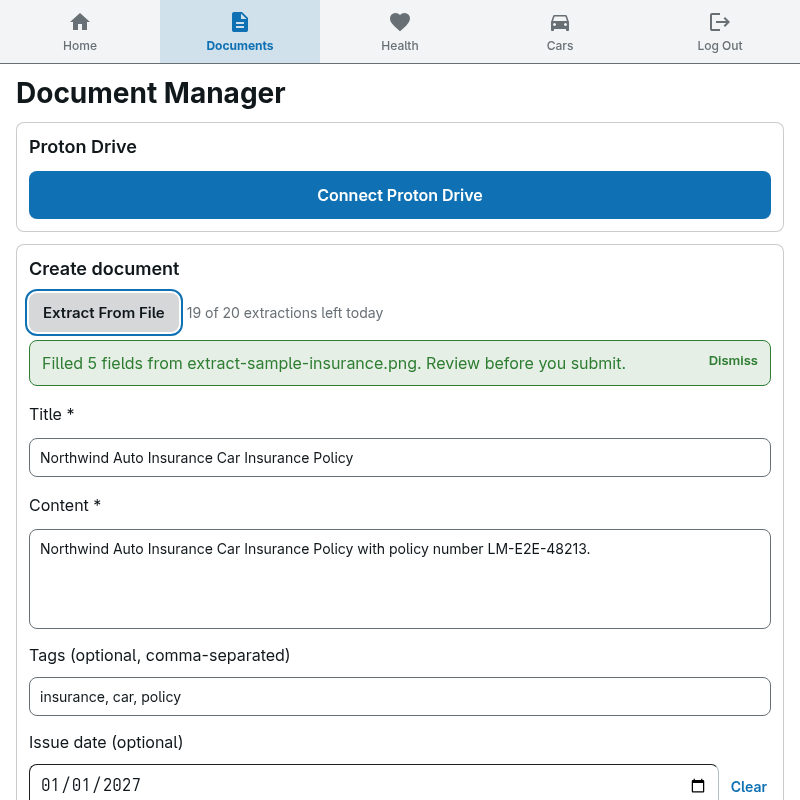 Home
Documents
Health
Cars
Log Out
Document Manager
Proton Drive
Connect Proton Drive
Create document
Extract From File
19 of 20 extractions left today
Filled 5 fields from extract-sample-insurance.png. Review before you submit.
Dismiss
Title *
Northwind Auto Insurance Car Insurance Policy
Content *
Northwind Auto Insurance Car Insurance Policy with policy number LM-E2E-48213.
Tags (optional, comma-separated)
insurance, car, policy
Issue date (optional)
01/01/2027
Clear